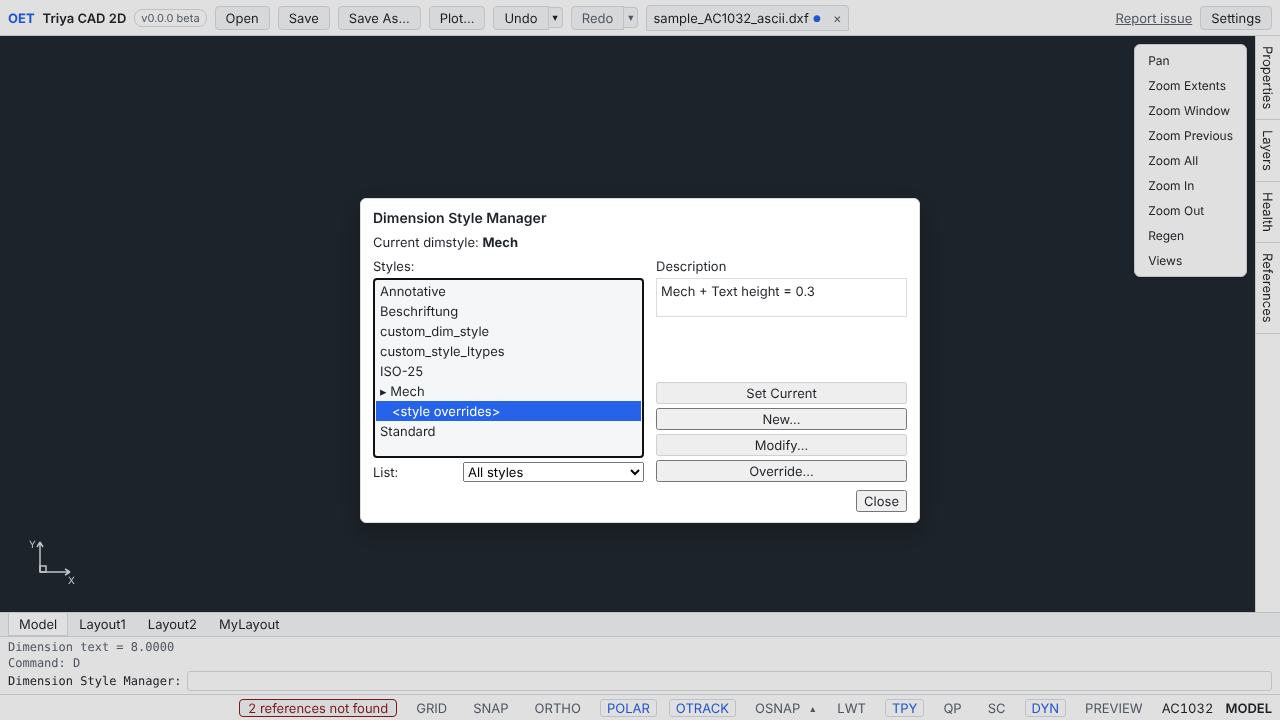 OET Triya CAD 2D v0.0.0 beta Open Save Save As... Plot... Undo ▾ Redo ▾ sample_AC1032_ascii.dxf ● × Report issue Settings
Pan
Zoom Extents
Zoom Window
Zoom Previous
Zoom All
Zoom In
Zoom Out
Regen
Views
Properties
Layers
Health
References
Dimension Style Manager
Current dimstyle: Mech
Styles:
Annotative
Beschriftung
custom_dim_style
custom_style_ltypes
ISO-25
▸ Mech
<style overrides>
Standard
List: All styles
Description
Mech + Text height = 0.3
Set Current
New...
Modify...
Override...
Close
Y
X
Model Layout1 Layout2 MyLayout
Dimension text = 8.0000
Command: D
Dimension Style Manager:
2 references not found GRID SNAP ORTHO POLAR OTRACK OSNAP ▲ LWT TPY QP SC DYN PREVIEW AC1032 MODEL